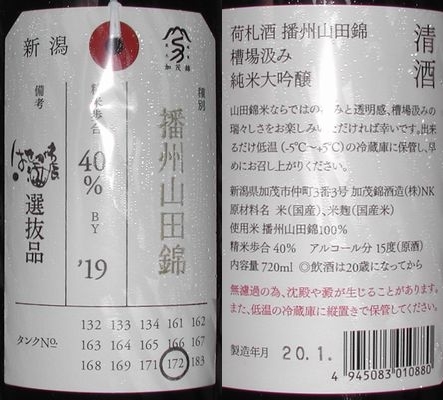 新潟
加茂錦
種別
播州山田錦
精米歩合
40%
BY
'19
備考
選抜品
タンクNo.
132 133 134 161 162
163 164 165 166 167
168 169 171 172 183
荷札酒 播州山田錦
槽場汲み
純米大吟醸
清酒
山田錦米ならではの
みと透明感、槽場汲みの
瑞々しさをお楽しみいただければ幸いです。出来
るだけ低温(-5℃〜+5℃)の冷蔵庫に保管し、早
めにお召し上がりください。
新潟県加茂市仲町3番3号 加茂錦酒造(株)NK
原材料名 米(国産)、米麹(国産米)
使用米 播州山田錦100%
精米歩合 40% アルコール分 15度(原酒)
内容量 720ml ◎飲酒は20歳になってから
無濾過の為、沈殿や澱が生じることがあります。
また、低温の冷蔵庫に縦置きで保管してください。
製造年月 20.1.
4 945083 010880